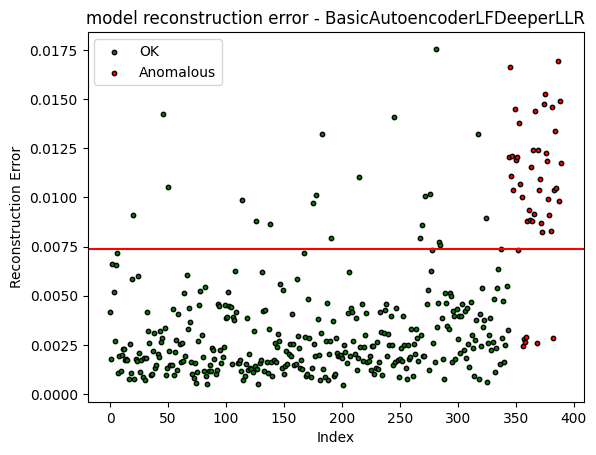 model reconstruction error - BasicAutoencoderLFDeeperLLR
OK
Anomalous
Reconstruction Error
0.0175
0.0150
0.0125
0.0100
0.0075
0.0050
0.0025
0.0000
0 50 100 150 200 250 300 350 400
Index